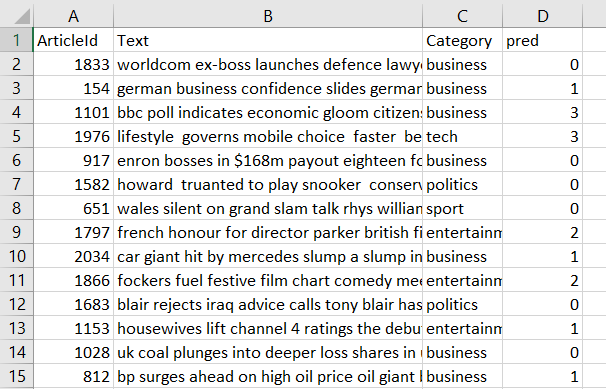 A B C D
1 ArticleId Text Category pred
2 1833 worldcom ex-boss launches defence lawy business 0
3 154 german business confidence slides german business 1
4 1101 bbc poll indicates economic gloom citizens business 3
5 1976 lifestyle governs mobile choice faster be tech 3
6 917 enron bosses in $168m payout eighteen fo business 0
7 1582 howard truanted to play snooker conserv politics 0
8 651 wales silent on grand slam talk rhys william sport 0
9 1797 french honour for director parker british fi entertainm 2
10 2034 car giant hit by mercedes slump a slump in business 1
11 1866 fockers fuel festive film chart comedy mee entertainm 2
12 1683 blair rejects iraq advice calls tony blair has politics 0
13 1153 housewives lift channel 4 ratings the debu entertainm 1
14 1028 uk coal plunges into deeper loss shares in business 0
15 812 bp surges ahead on high oil price oil giant business 1